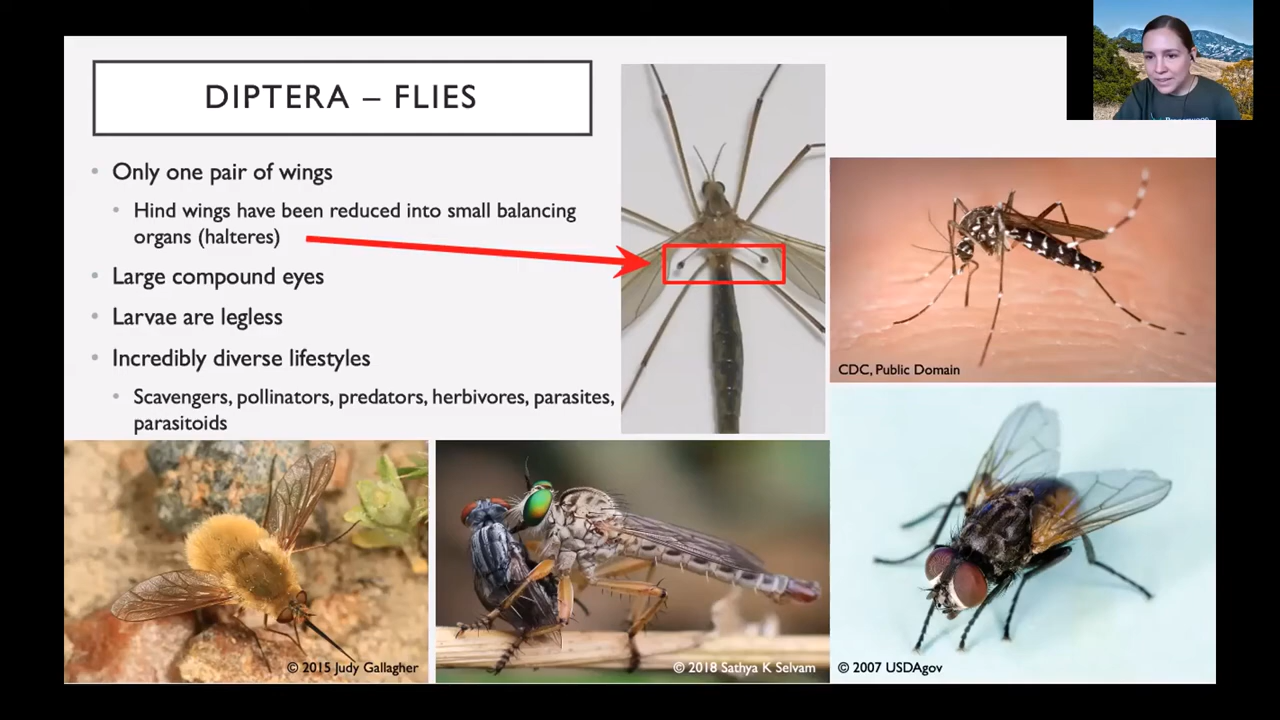 DIPTERA – FLIES
Only one pair of wings
Hind wings have been reduced into small balancing
organs (halteres)
Large compound eyes
Larvae are legless
Incredibly diverse lifestyles
Scavengers, pollinators, predators, herbivores, parasites,
parasitoids
CDC, Public Domain
© 2015 Judy Gallagher
© 2018 Sathya K Selvam
© 2007 USDAgov